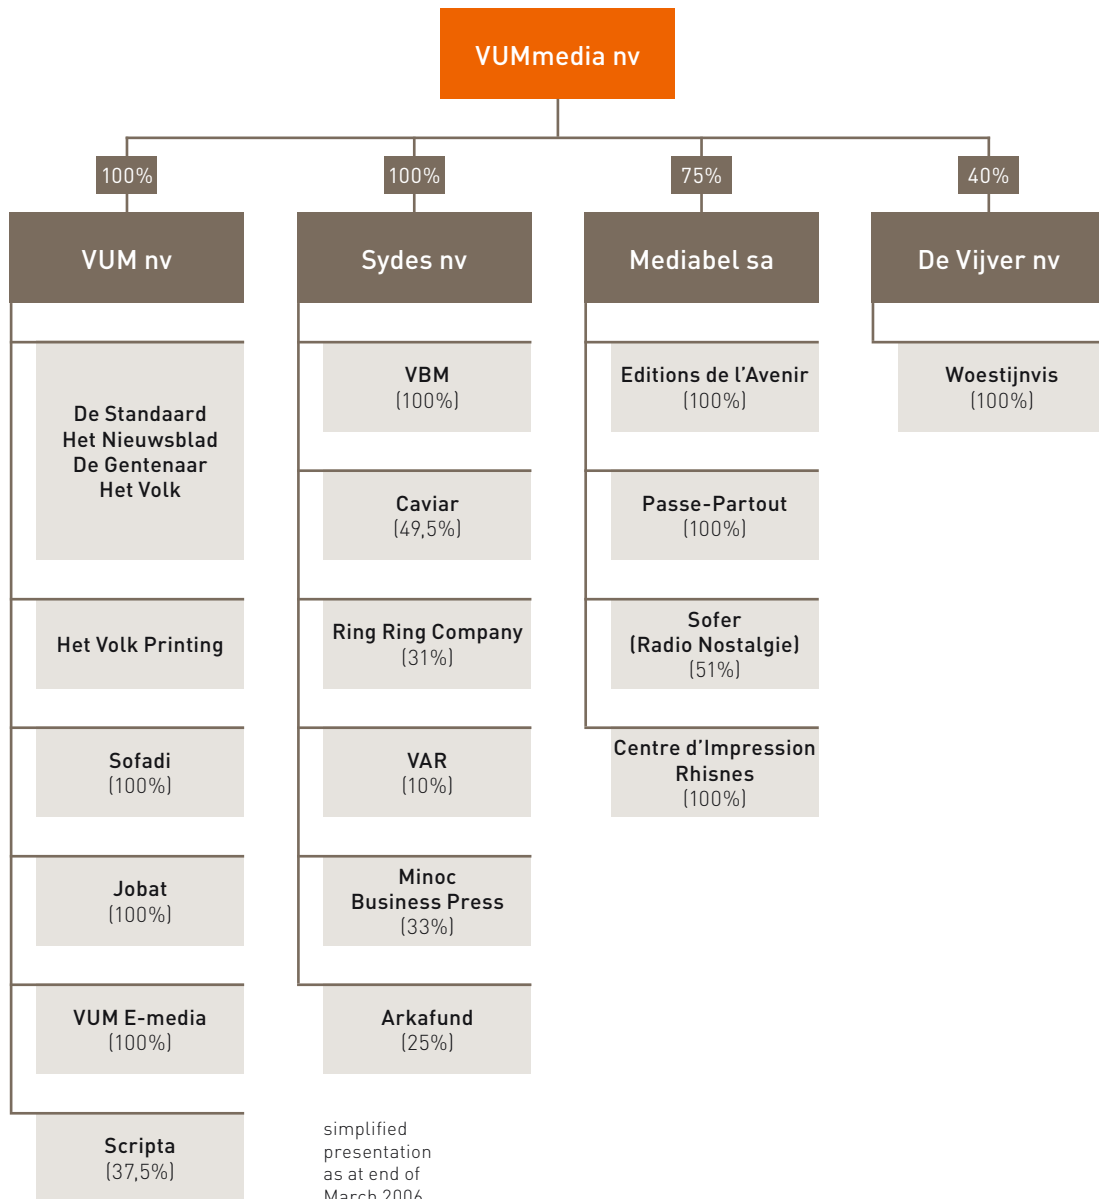 VUMmedia nv
100%
100%
75%
40%
VUM nv
Sydes nv
Mediabel sa
De Vijver nv
De Standaard
Het Nieuwsblad
De Gentenaar
Het Volk
Het Volk Printing
Sofadi
(100%)
Jobat
(100%)
VUM E-media
(100%)
Scripta
(37,5%)
VBM
(100%)
Caviar
(49,5%)
Ring Ring Company
(31%)
VAR
(10%)
Minoc
Business Press
(33%)
Arkafund
(25%)
Editions de l’Avenir
(100%)
Passe-Partout
(100%)
Sofer
(Radio Nostalgie)
(51%)
Centre d’Impression
Rhisnes
(100%)
Woestijnvis
(100%)
simplified
presentation
as at end of
March 2006